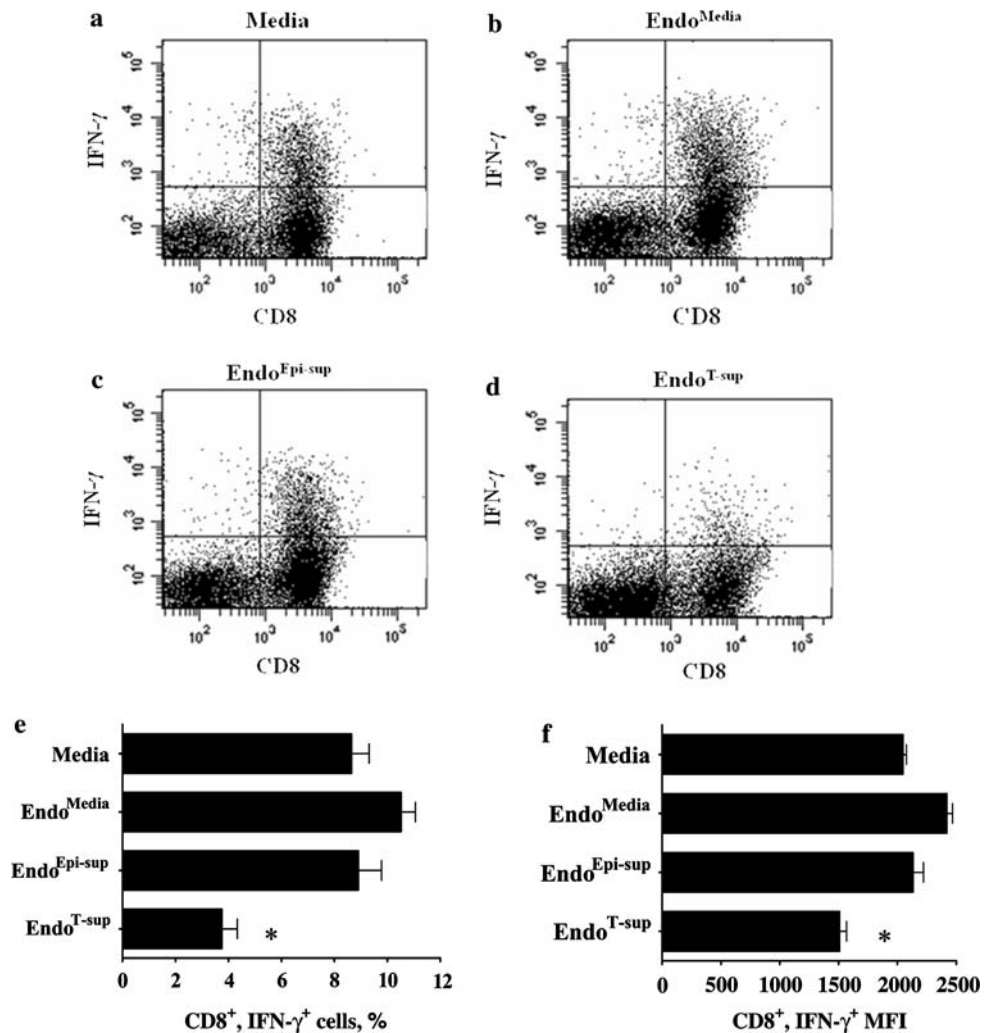 a
Media
IFN-γ
10^5
10^4
10^3
10^2
10^2 10^3 10^4 10^5
CD8
b
Endo^Media
IFN-γ
10^5
10^4
10^3
10^2
10^2 10^3 10^4 10^5
CD8
c
Endo^Epi-sup
IFN-γ
10^5
10^4
10^3
10^2
10^2 10^3 10^4 10^5
CD8
d
Endo^T-sup
IFN-γ
10^5
10^4
10^3
10^2
10^2 10^3 10^4 10^5
CD8
e
Media
Endo^Media
Endo^Epi-sup
Endo^T-sup
*
0 2 4 6 8 10 12
CD8^+, IFN-γ^+ cells, %
f
Media
Endo^Media
Endo^Epi-sup
Endo^T-sup
*
0 500 1000 1500 2000 2500
CD8^+, IFN-γ^+ MFI